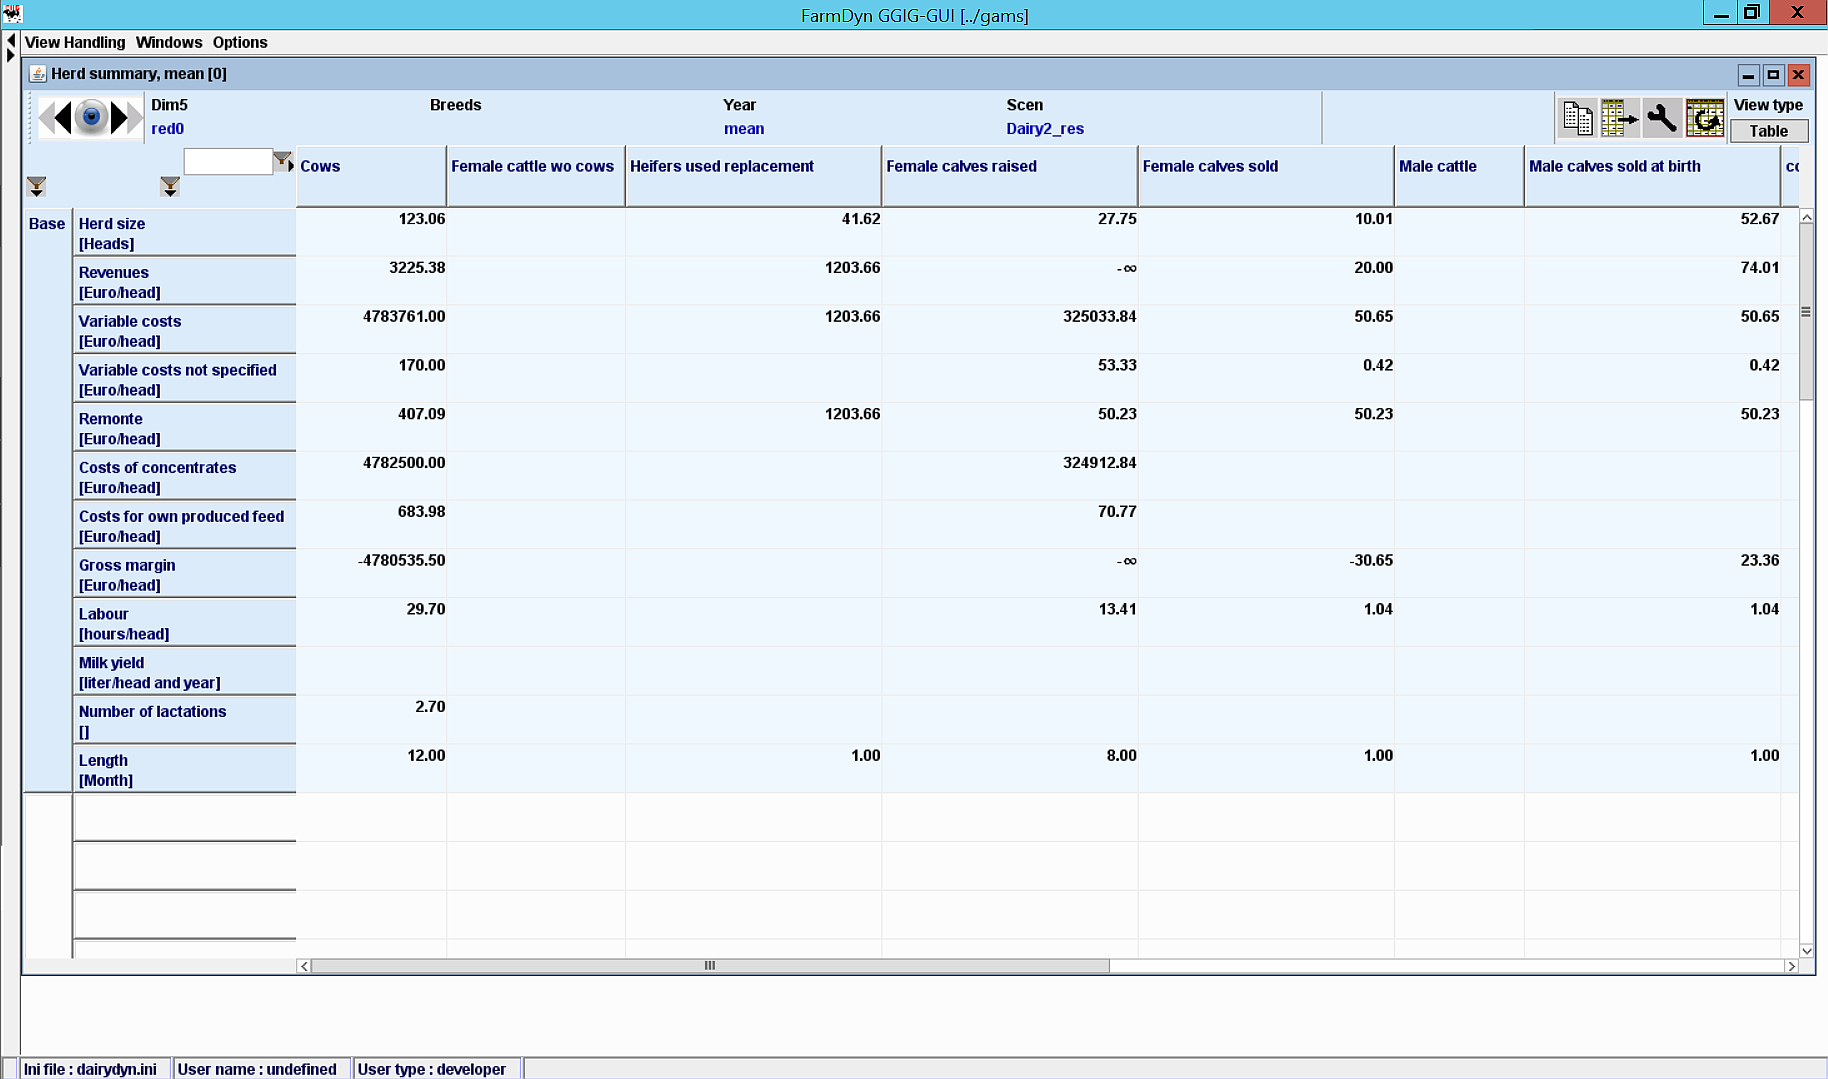 FarmDyn GGIG-GUI [../gams]
View Handling Windows Options
Herd summary, mean [0]
Dim5 Breeds Year Scen View type
red0 mean Dairy2_res Table
Cows Female cattle wo cows Heifers used replacement Female calves raised Female calves sold Male cattle Male calves sold at birth
Base Herd size 123.06 41.62 27.75 10.01 52.67
[Heads]
Revenues 3225.38 1203.66 -∞ 20.00 74.01
[Euro/head]
Variable costs 4783761.00 1203.66 325033.84 50.65 50.65
[Euro/head]
Variable costs not specified 170.00 53.33 0.42 0.42
[Euro/head]
Remonte 407.09 1203.66 50.23 50.23 50.23
[Euro/head]
Costs of concentrates 4782500.00 324912.84
[Euro/head]
Costs for own produced feed 683.98 70.77
[Euro/head]
Gross margin -4780535.50 -∞ -30.65 23.36
[Euro/head]
Labour 29.70 13.41 1.04 1.04
[hours/head]
Milk yield
[liter/head and year]
Number of lactations 2.70
[]
Length 12.00 1.00 8.00 1.00 1.00
[Month]
Ini file : dairydyn.ini User name : undefined User type : developer